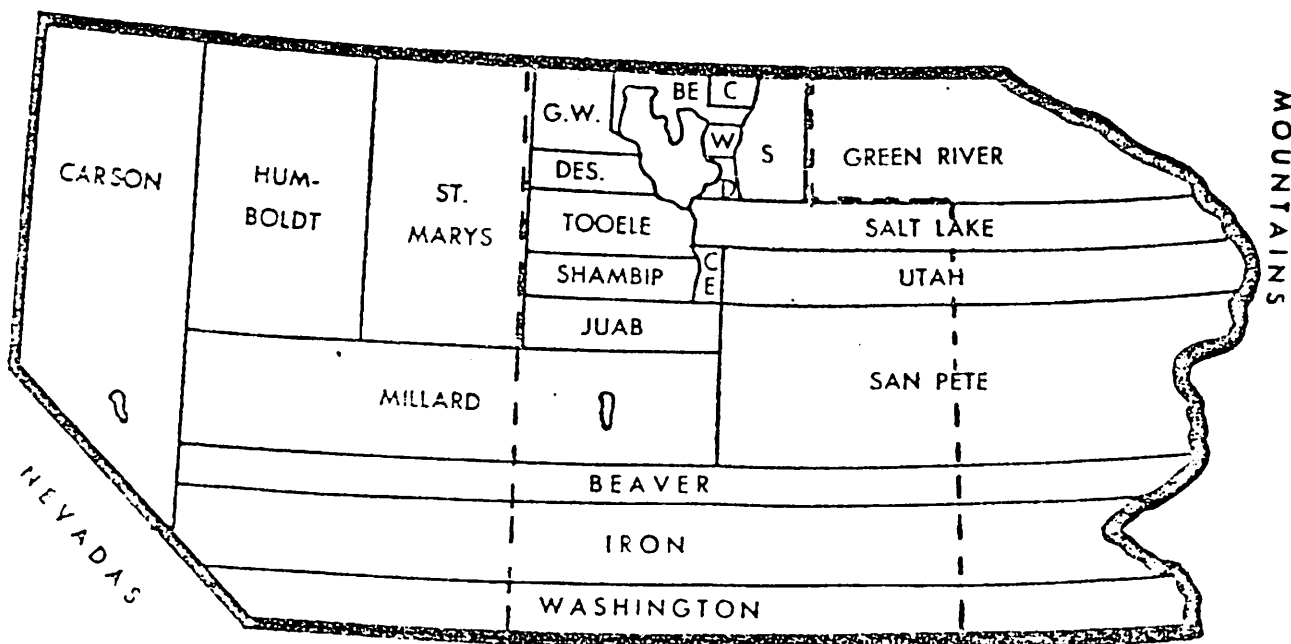 BE
C
G.W.
W
S
GREEN RIVER
MOUNTAINS
CARSON
HUM-
BOLDT
ST.
MARYS
DES.
D
TOOELE
SALT LAKE
SHAMBIP
C
E
UTAH
JUAB
MILLARD
SAN PETE
BEAVER
NEVADAS
IRON
WASHINGTON